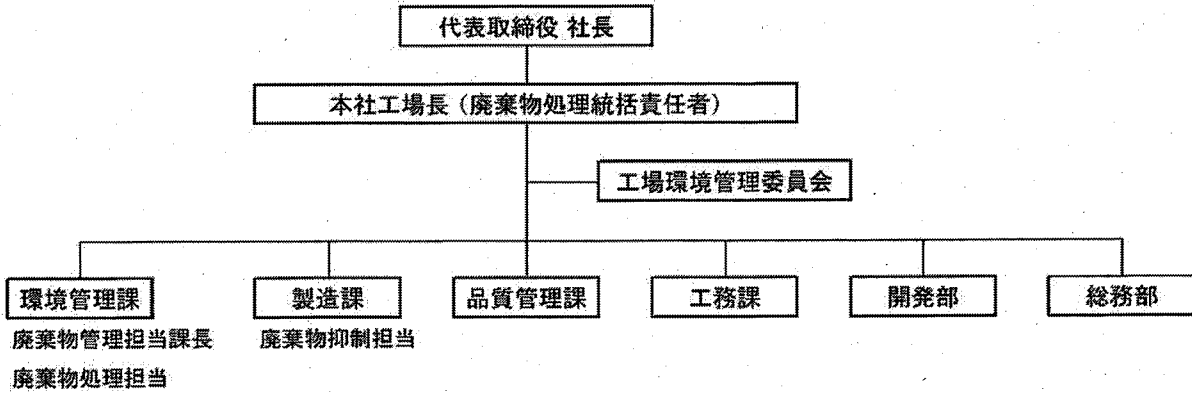 代表取締役 社長
本社工場長（廃棄物処理統括責任者）
工場環境管理委員会
環境管理課
製造課
品質管理課
工務課
開発部
総務部
廃棄物管理担当課長
廃棄物抑制担当
廃棄物処理担当